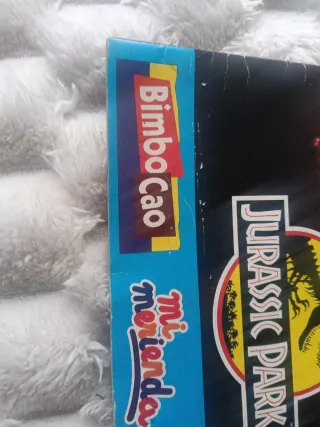 Bimbo Cao
mi
merienda
JURASSIC PARK